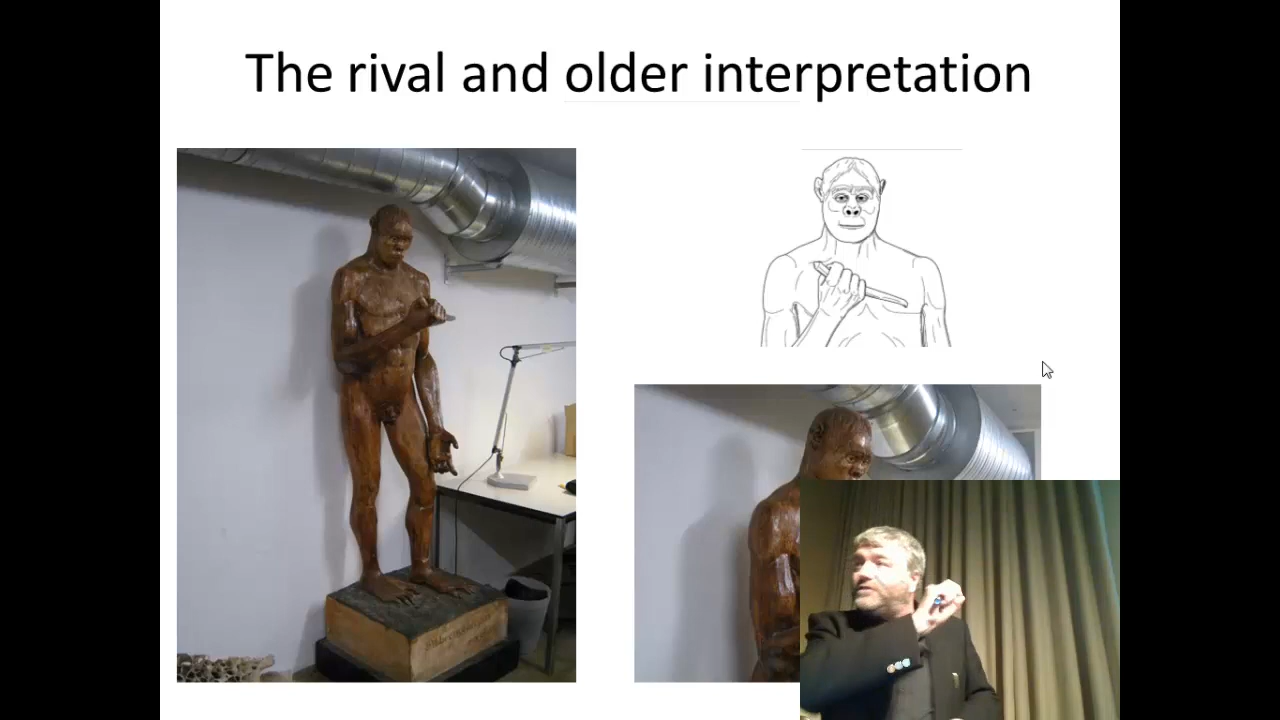 The rival and older interpretation